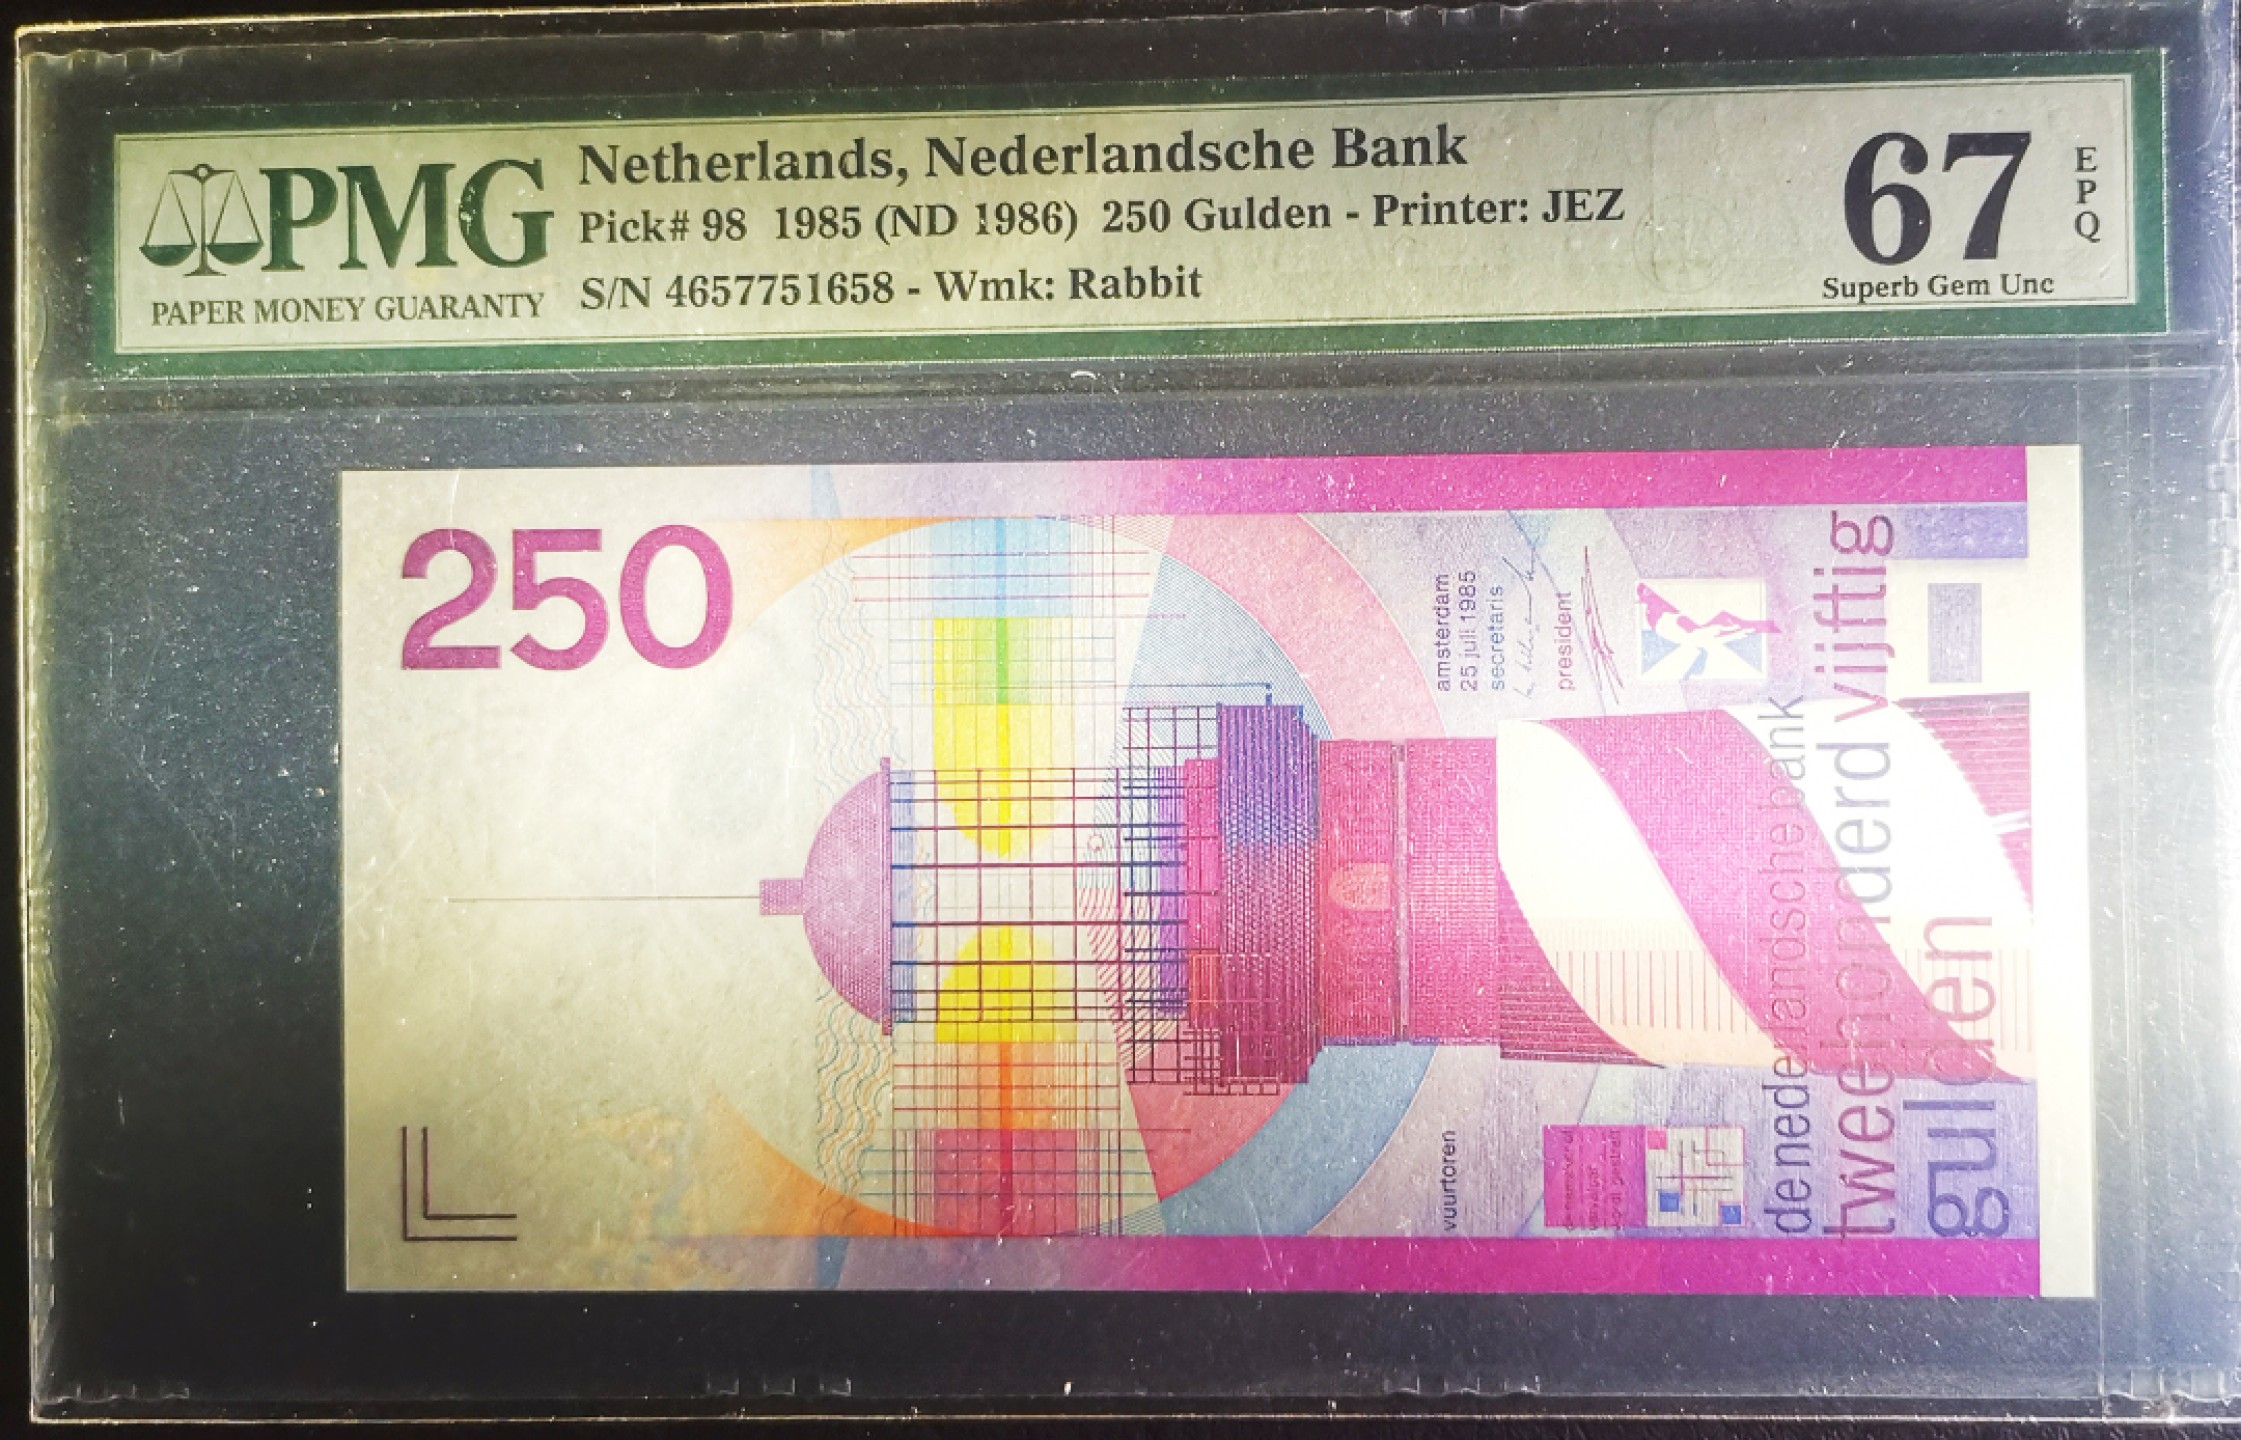 PMG
PAPER MONEY GUARANTY
Netherlands, Nederlandsche Bank
Pick# 98 1985 (ND 1986) 250 Gulden - Printer: JEZ
S/N 4657751658 - Wmk: Rabbit
67
EPQ
Superb Gem Unc
250
amsterdam
25 juli 1985
secretaris
president
vuurtoren
de nederlandsche bank
tweehonderd vijftig
gulden